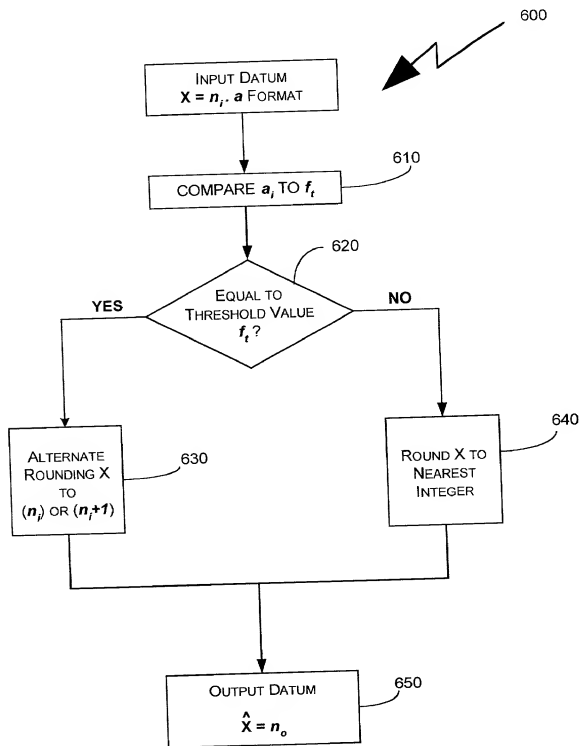 600
INPUT DATUM
X = nᵢ. a FORMAT
610
COMPARE aᵢ TO fₜ
620
EQUAL TO
THRESHOLD VALUE
fₜ ?
YES
NO
ALTERNATE
ROUNDING X
TO
(nᵢ) OR (nᵢ+1)
630
640
ROUND X TO
NEAREST
INTEGER
650
OUTPUT DATUM
X̂ = nₒ